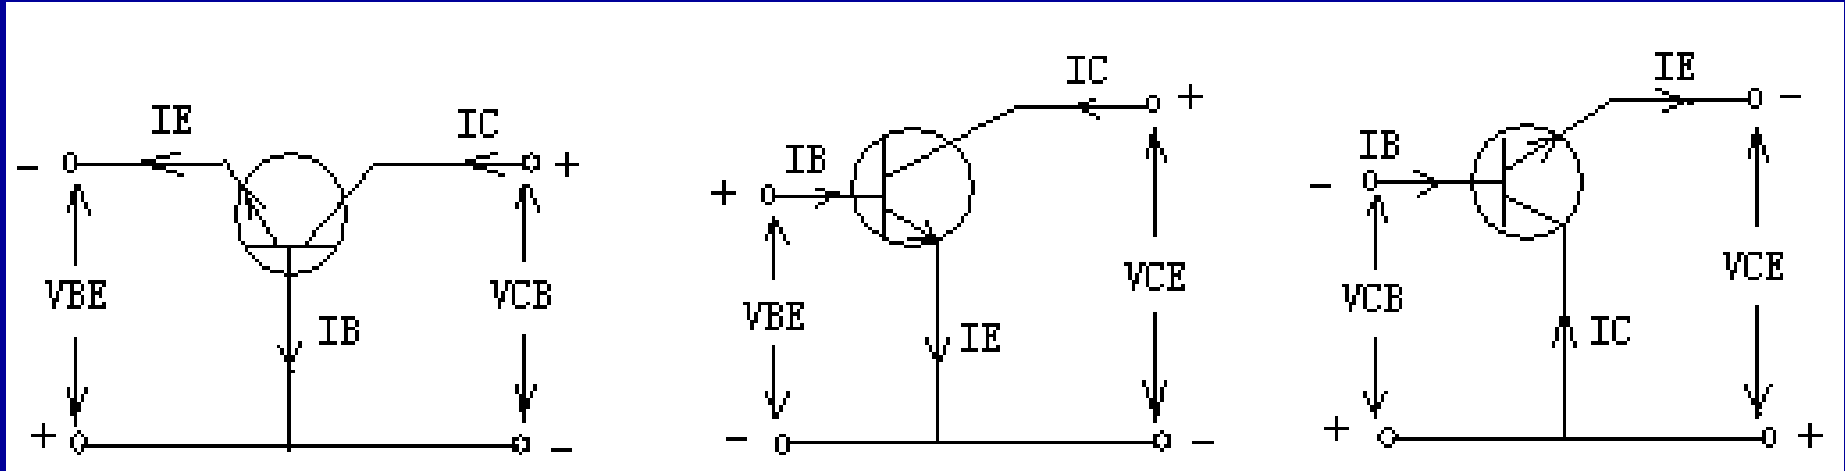 IE IC
- + 
VBE VCB
IB
+ -
IC
+
IB
+
VBE VCE
IE
- -
IE
-
IB
-
VCB VCE
IC
+ +